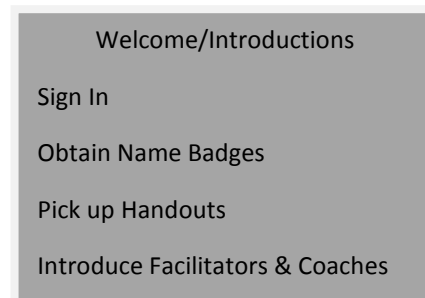 Welcome/Introductions
Sign In
Obtain Name Badges
Pick up Handouts
Introduce Facilitators & Coaches